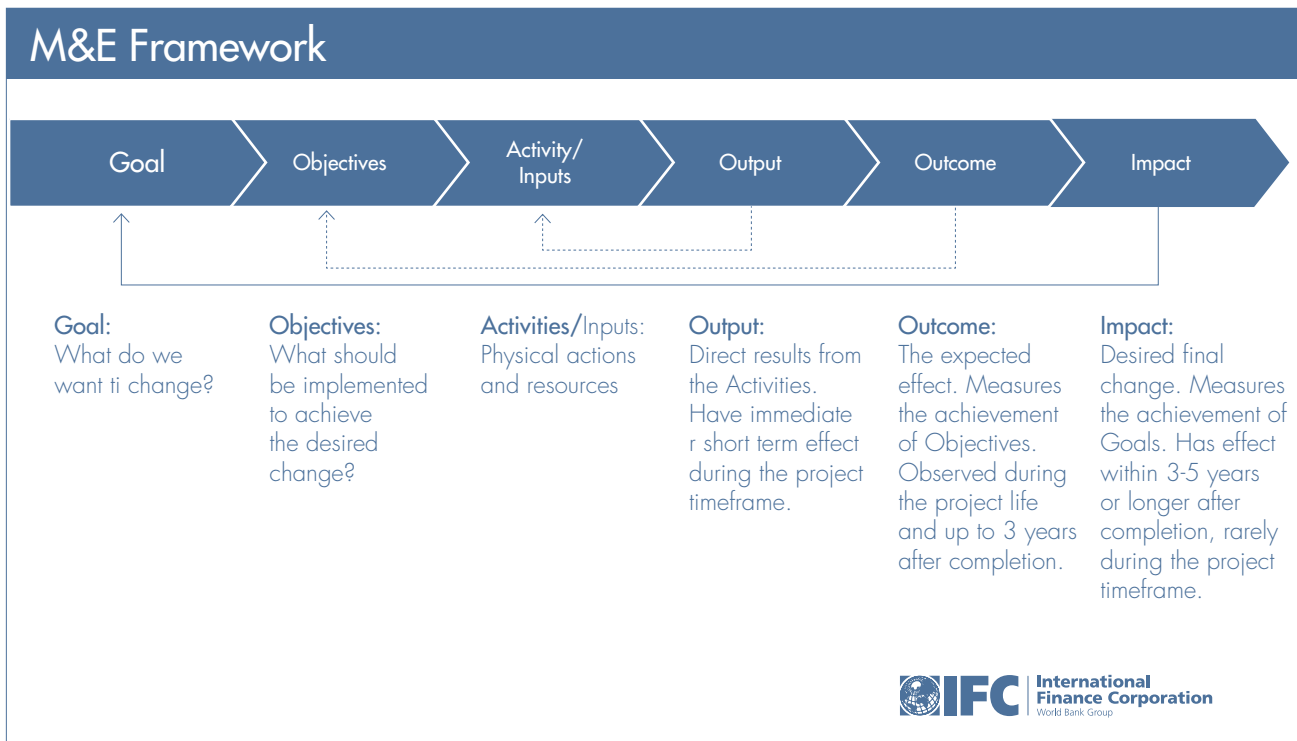 M&E Framework
Goal
Objectives
Activity/
Inputs
Output
Outcome
Impact
Goal:
What do we
want ti change?
Objectives:
What should
be implemented
to achieve
the desired
change?
Activities/Inputs:
Physical actions
and resources
Output:
Direct results from
the Activities.
Have immediate
r short term effect
during the project
timeframe.
Outcome:
The expected
effect. Measures
the achievement
of Objectives.
Observed during
the project life
and up to 3 years
after completion.
Impact:
Desired final
change. Measures
the achievement of
Goals. Has effect
within 3-5 years
or longer after
completion, rarely
during the project
timeframe.
IFC
International
Finance Corporation
World Bank Group